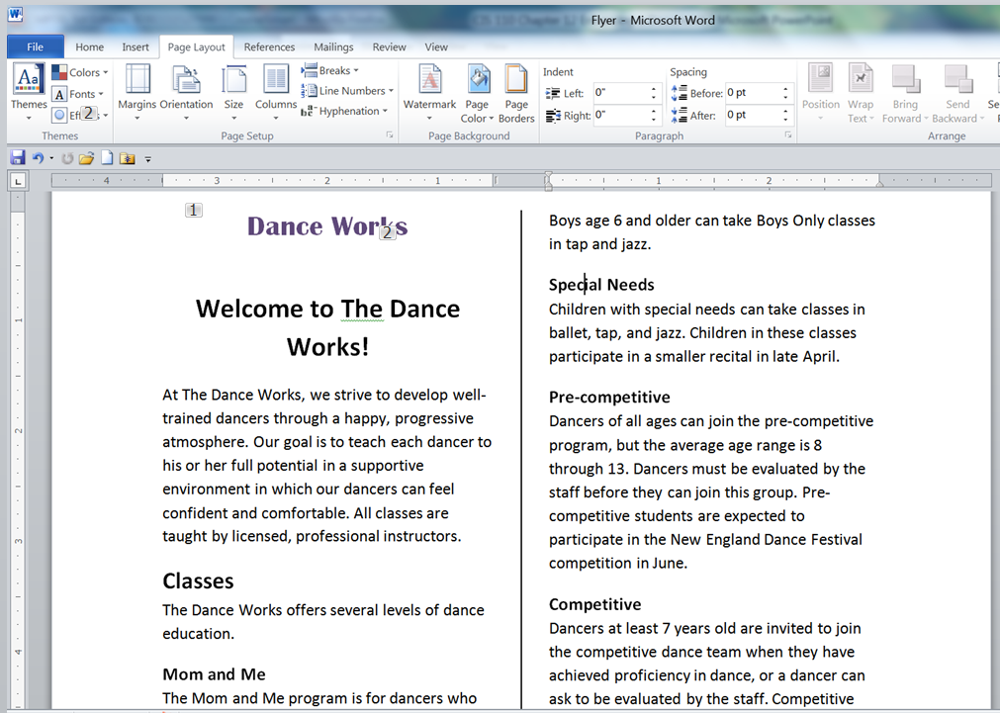 Flyer - Microsoft Word
File Home Insert Page Layout References Mailings Review View
Aa Colors Margins Orientation Size Columns Breaks Watermark Page Page Indent Spacing Position Wrap Bring Send
Themes A Fonts Line Numbers Color Borders Left: 0" Before: 0 pt Text Forward Backward
2 Hyphenation Right: 0" After: 0 pt
Themes Page Setup Page Background Paragraph Arrange
L 4 3 2 1 1 2
1
Dance Works
2
Welcome to The Dance
Works!
At The Dance Works, we strive to develop well-
trained dancers through a happy, progressive
atmosphere. Our goal is to teach each dancer to
his or her full potential in a supportive
environment in which our dancers can feel
confident and comfortable. All classes are
taught by licensed, professional instructors.
Classes
The Dance Works offers several levels of dance
education.
Mom and Me
The Mom and Me program is for dancers who
Boys age 6 and older can take Boys Only classes
in tap and jazz.
Special Needs
Children with special needs can take classes in
ballet, tap, and jazz. Children in these classes
participate in a smaller recital in late April.
Pre-competitive
Dancers of all ages can join the pre-competitive
program, but the average age range is 8
through 13. Dancers must be evaluated by the
staff before they can join this group. Pre-
competitive students are expected to
participate in the New England Dance Festival
competition in June.
Competitive
Dancers at least 7 years old are invited to join
the competitive dance team when they have
achieved proficiency in dance, or a dancer can
ask to be evaluated by the staff. Competitive
1
2
3
4